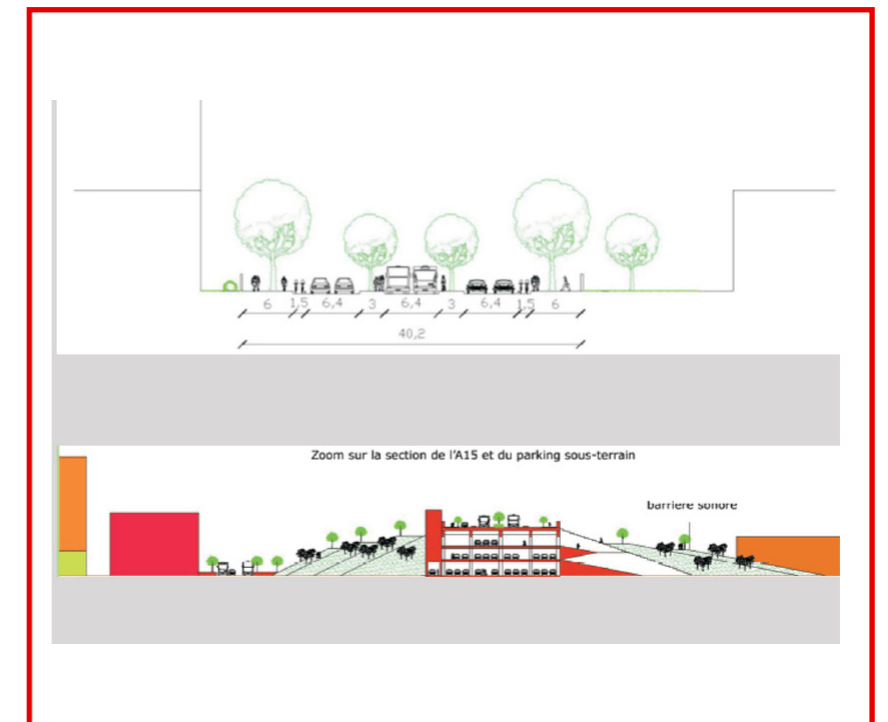 6 1,5 6,4 3 6,4 3 6,4 1,5 6
40,2
Zoom sur la section de l'A15 et du parking sous-terrain
barriere sonore